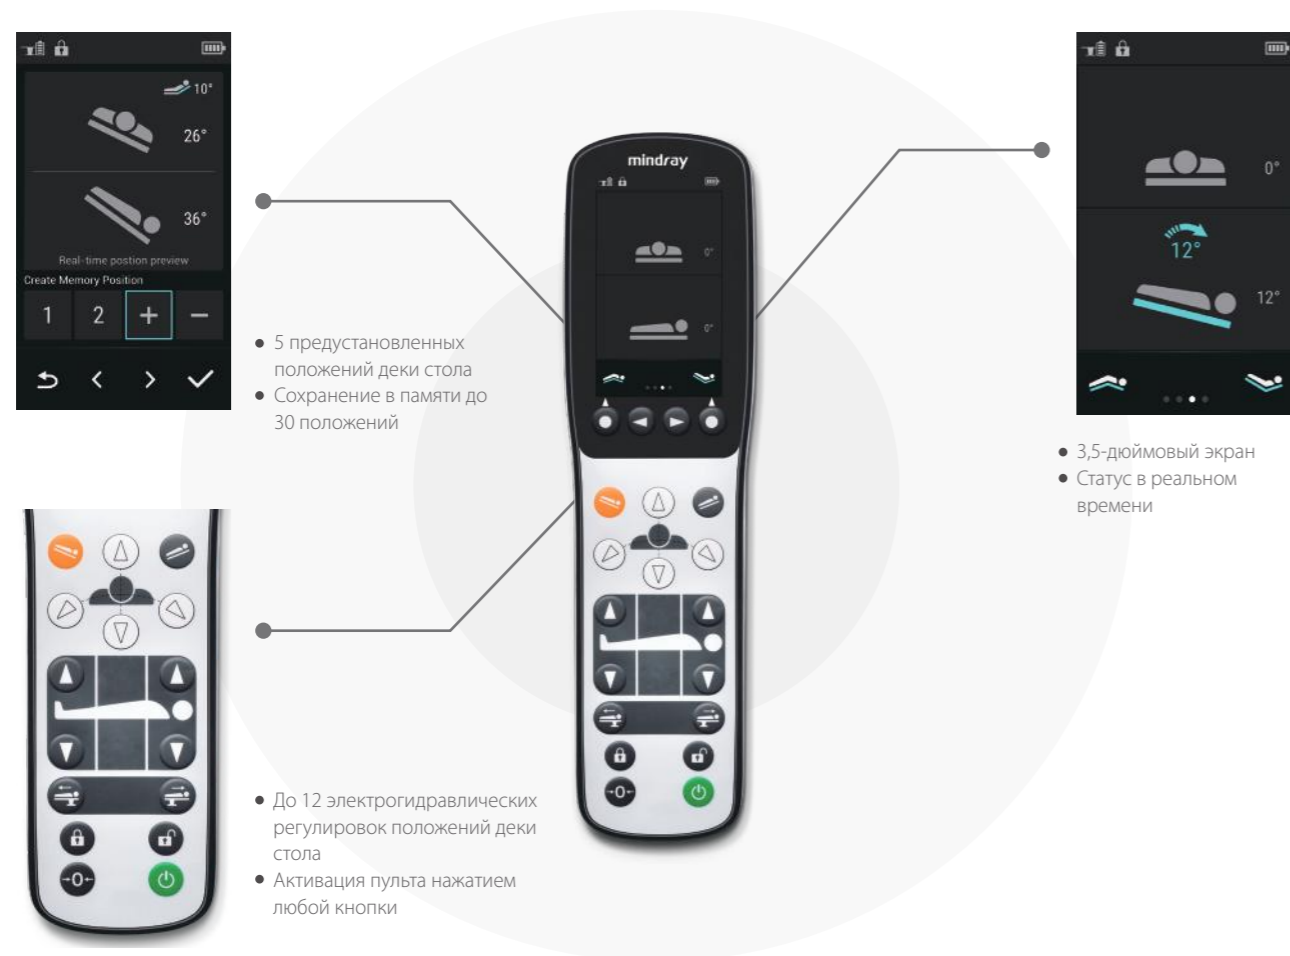 10°
26°
36°
Real-time postion preview
Create Memory Position
1 2 + −
5 предустановленных
положений деки стола
Сохранение в памяти до
30 положений
mindray
0°
0°
0°
12°
12°
3,5-дюймовый экран
Статус в реальном
времени
До 12 электрогидравлических
регулировок положений деки
стола
Активация пульта нажатием
любой кнопки
→0←
→0←